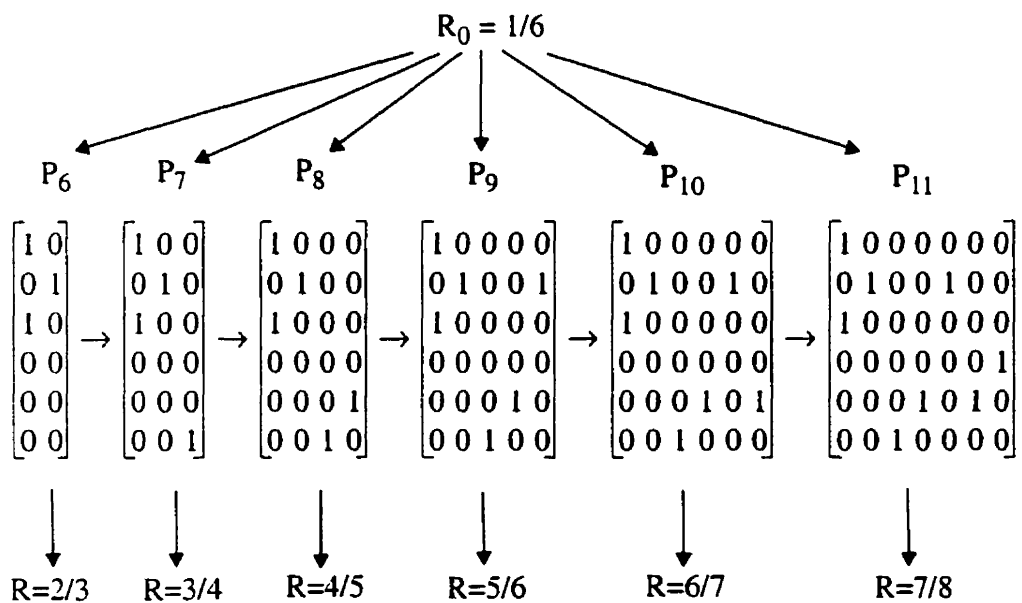 R₀ = 1/6
P₆ P₇ P₈ P₉ P₁₀ P₁₁
1 0 1 0 0 1 0 0 0 1 0 0 0 0 1 0 0 0 0 0 1 0 0 0 0 0 0
0 1 0 1 0 0 1 0 0 0 1 0 0 1 0 1 0 0 1 0 0 1 0 0 1 0 0
1 0 1 0 0 1 0 0 0 1 0 0 0 0 1 0 0 0 0 0 1 0 0 0 0 0 0
0 0 0 0 0 0 0 0 0 0 0 0 0 0 0 0 0 0 0 0 0 0 0 0 0 0 1
0 0 0 0 0 0 0 0 1 0 0 0 1 0 0 0 0 1 0 1 0 0 0 1 0 1 0
0 0 0 0 1 0 0 1 0 0 0 1 0 0 0 0 1 0 0 0 0 0 1 0 0 0 0
R=2/3 R=3/4 R=4/5 R=5/6 R=6/7 R=7/8